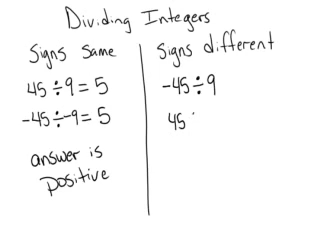 Dividing Integers
Signs same
45 ÷ 9 = 5
-45 ÷ -9 = 5
answer is
positive
Signs different
-45 ÷ 9
45